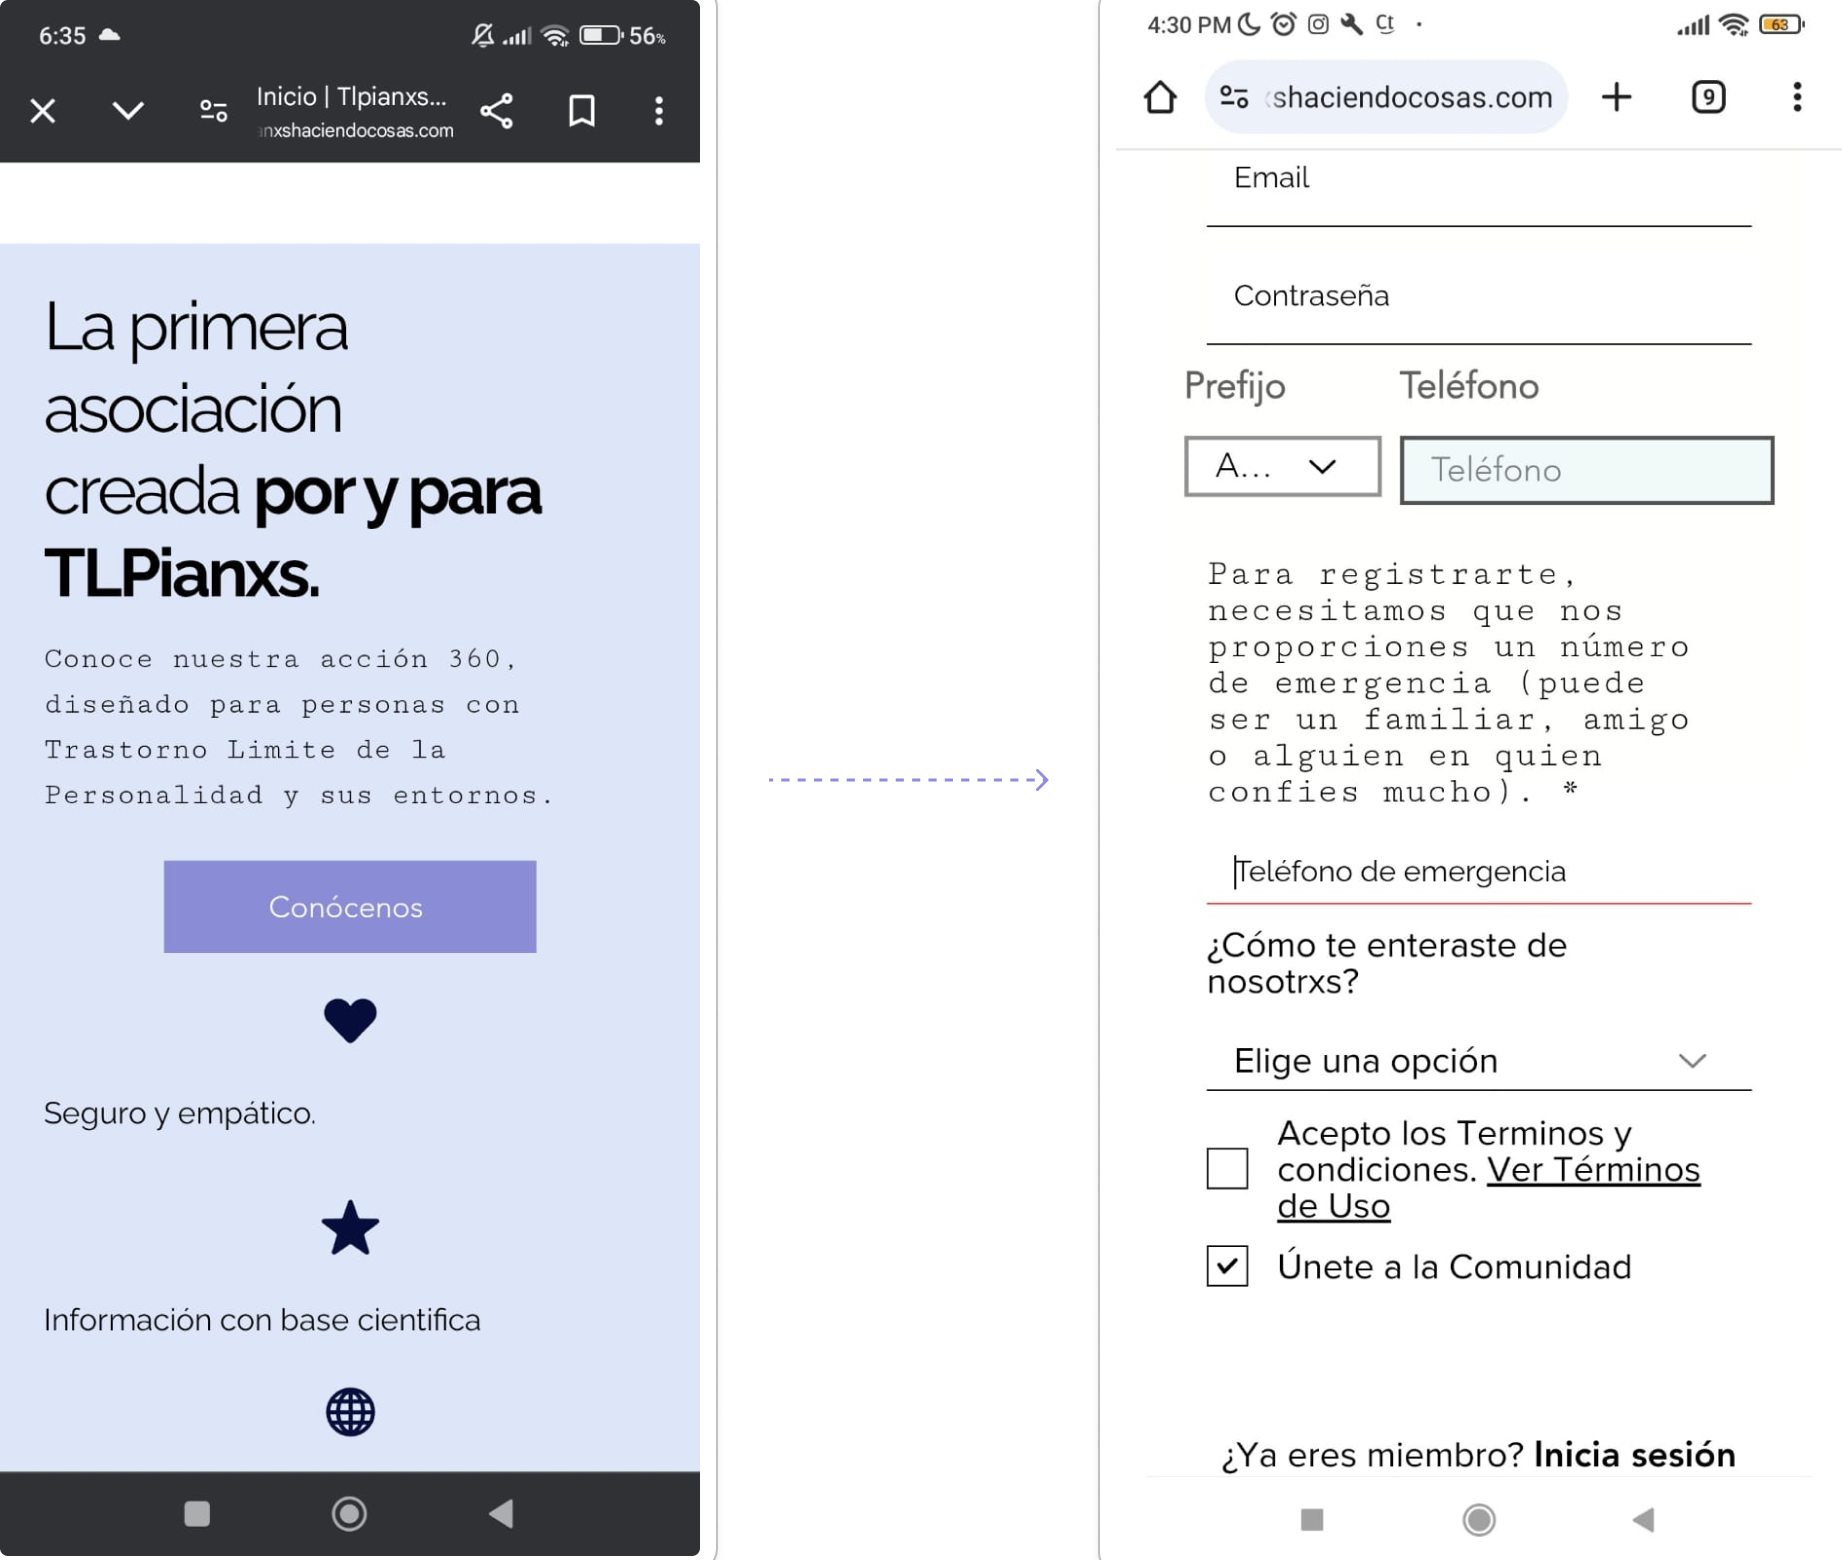 6:35
56%
Inicio | Tlpianxs...
nxshaciendocosas.com
La primera
asociación
creada por y para
TLPianxs.
Conoce nuestra acción 360,
diseñado para personas con
Trastorno Limite de la
Personalidad y sus entornos.
Conócenos
Seguro y empático.
Información con base cientifica
4:30 PM
Ct
63
shaciendocosas.com
9
Email
Contraseña
Prefijo
Teléfono
A...
Teléfono
Para registrarte,
necesitamos que nos
proporciones un número
de emergencia (puede
ser un familiar, amigo
o alguien en quien
confies mucho). *
Teléfono de emergencia
¿Cómo te enteraste de
nosotrxs?
Elige una opción
Acepto los Terminos y
condiciones. Ver Términos
de Uso
Únete a la Comunidad
¿Ya eres miembro? Inicia sesión